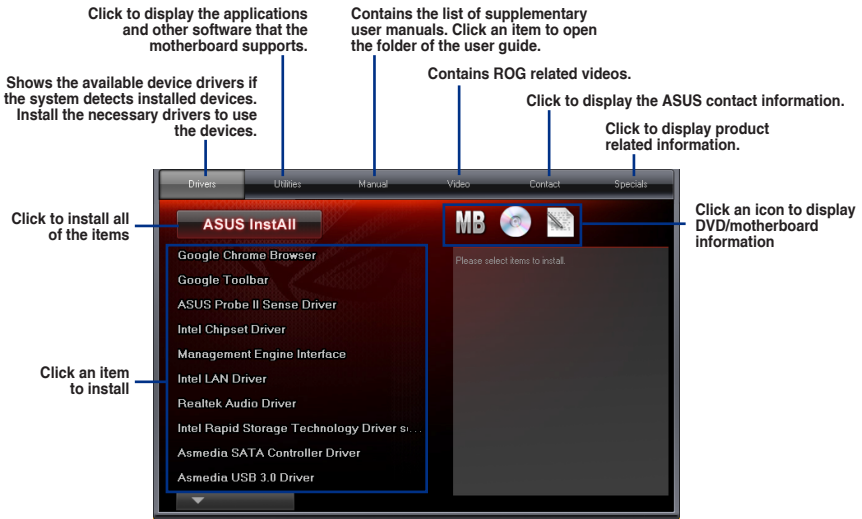 Click to display the applications
and other software that the
motherboard supports.
Contains the list of supplementary
user manuals. Click an item to open
the folder of the user guide.
Contains ROG related videos.
Shows the available device drivers if
the system detects installed devices.
Install the necessary drivers to use
the devices.
Click to display the ASUS contact information.
Click to display product
related information.
Drivers
Utilities
Manual
Video
Contact
Specials
Click to install all
of the items
ASUS InstAll
MB
Click an icon to display
DVD/motherboard
information
Google Chrome Browser
Google Toolbar
ASUS Probe II Sense Driver
Intel Chipset Driver
Management Engine Interface
Intel LAN Driver
Realtek Audio Driver
Intel Rapid Storage Technology Driver s...
Asmedia SATA Controller Driver
Asmedia USB 3.0 Driver
Please select items to install.
Click an item
to install